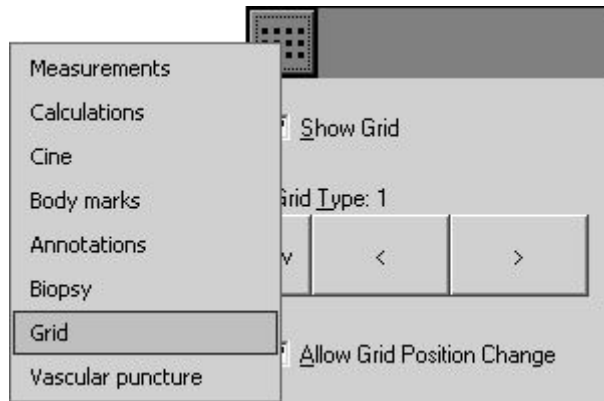 Measurements
Calculations
Cine
Body marks
Annotations
Biopsy
Grid
Vascular puncture
Show Grid
Grid Type: 1
v < >
Allow Grid Position Change